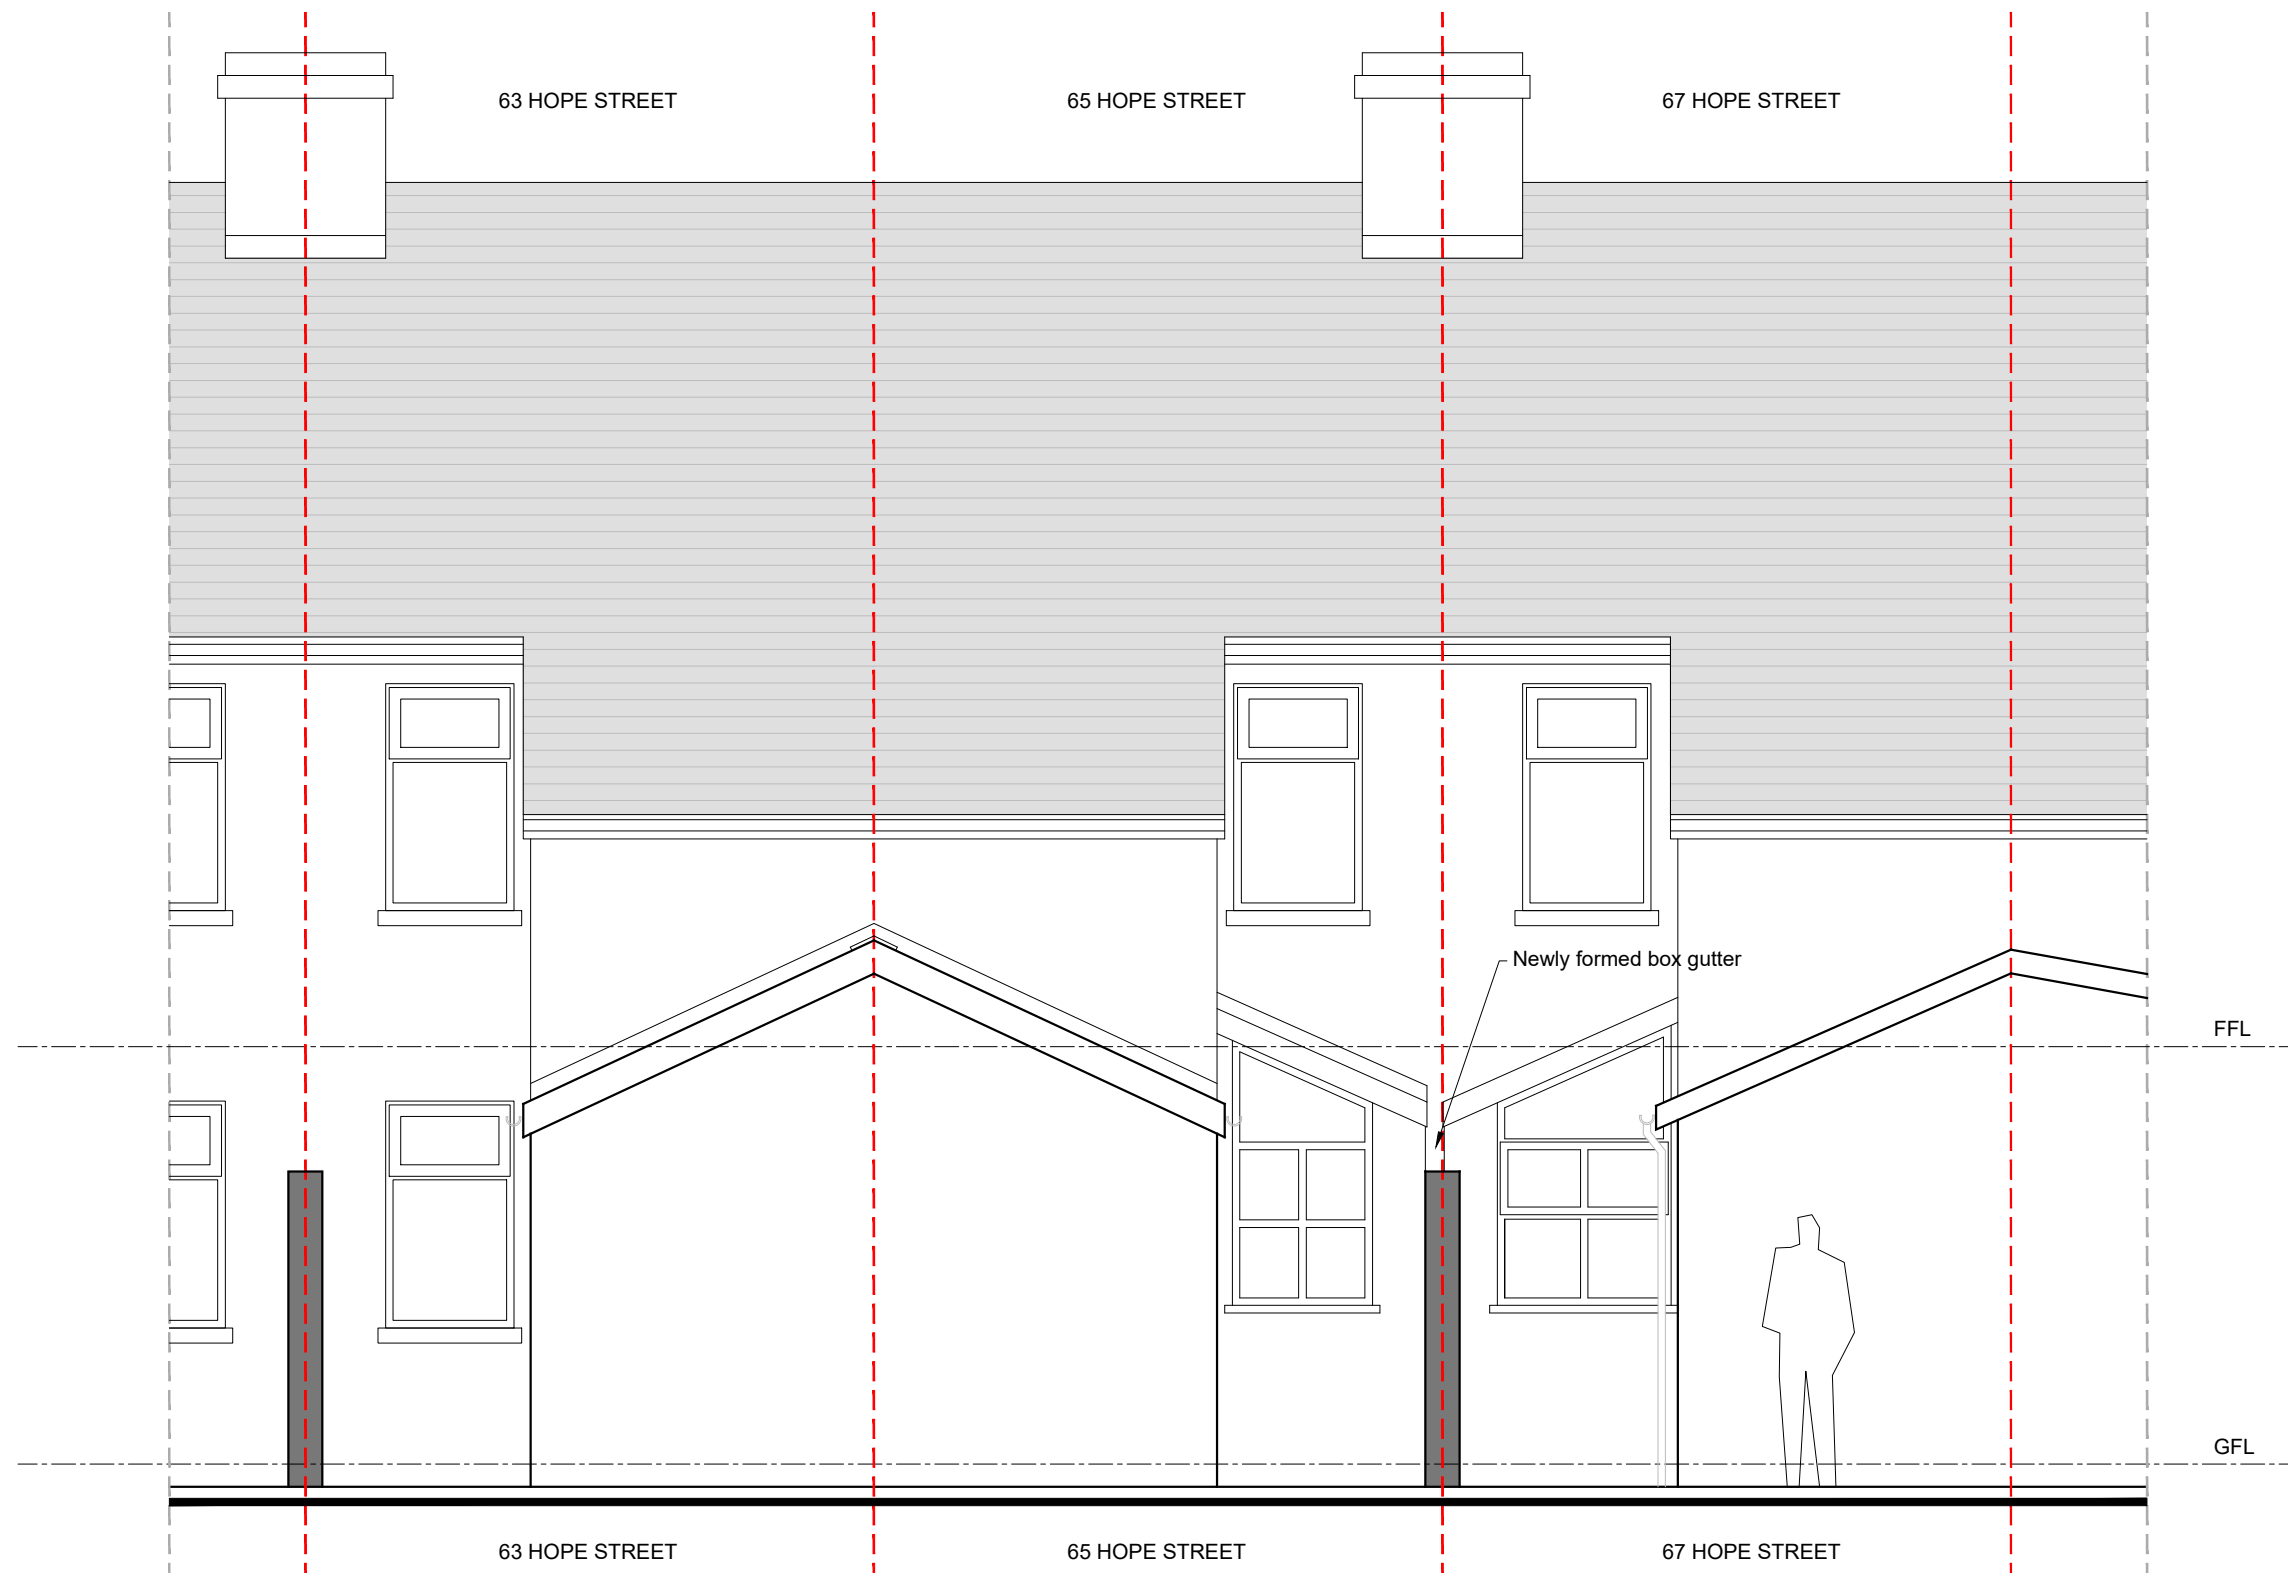 63 HOPE STREET
65 HOPE STREET
67 HOPE STREET
Newly formed box gutter
FFL
GFL
63 HOPE STREET
65 HOPE STREET
67 HOPE STREET